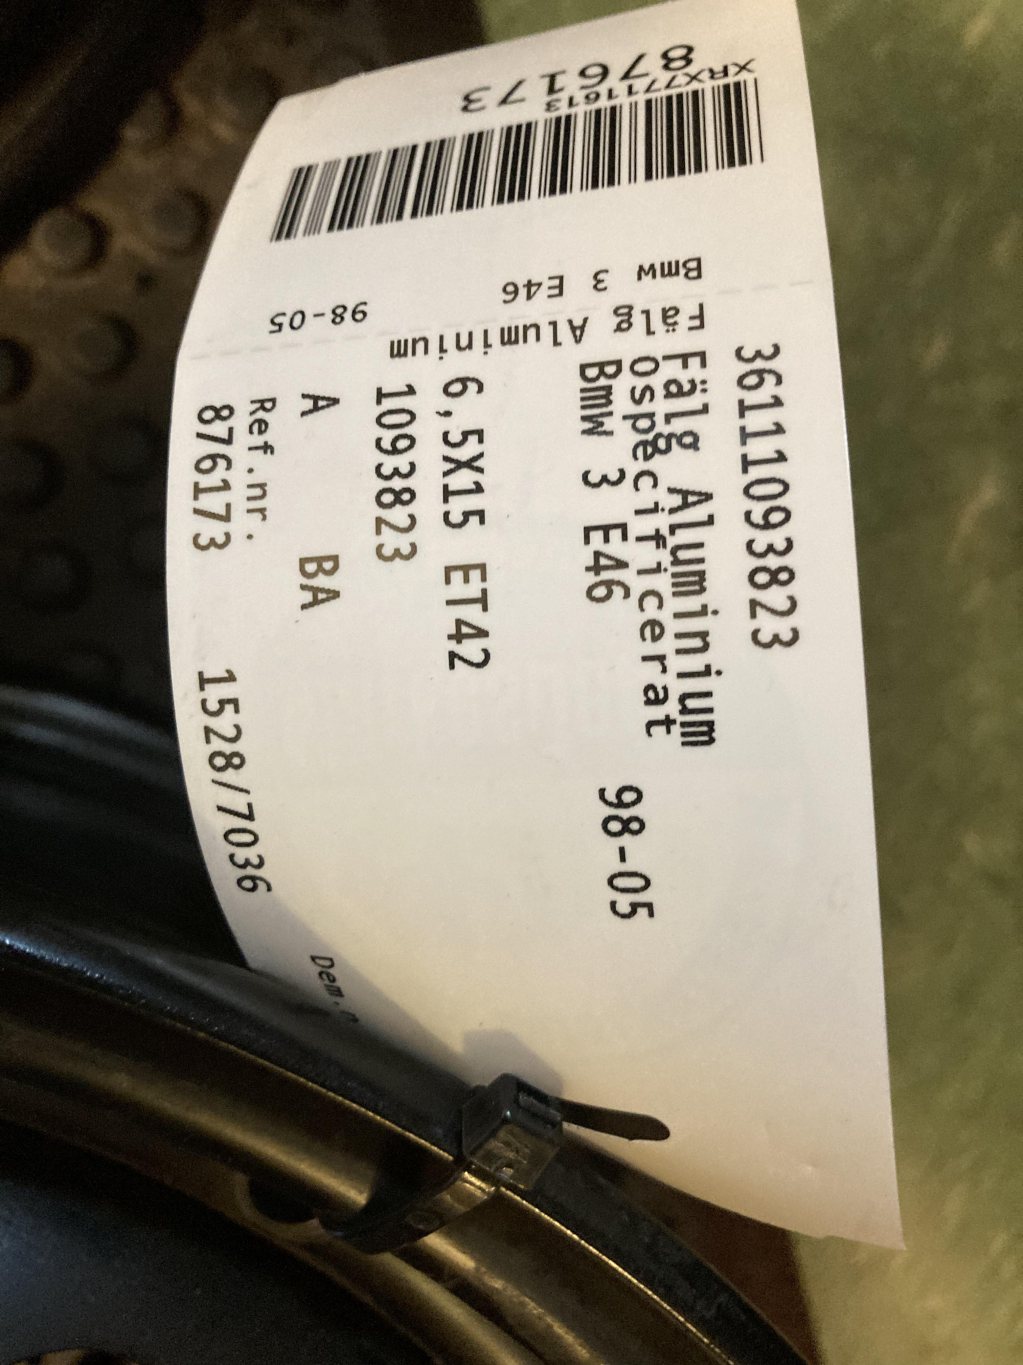 36111093823
Fälg Aluminium
ospecificerat
BMW 3 E46 98-05
6,5X15 ET42
1093823
A BA
Ref.nr.
876173 1528/7036
Dem.
Fälg Aluminium
Bmw 3 E46 98-05
XRX7711613
876173